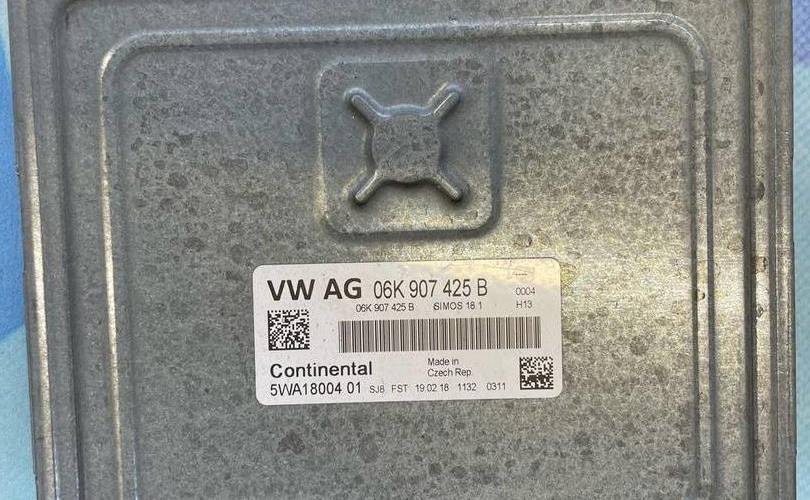 VW AG 06K 907 425 B 0004
06K 907 425 B SIMOS 18.1 H13
Continental Made in
Czech Rep.
5WA18004 01 SJ8 FST 19 02 18 1132 0311